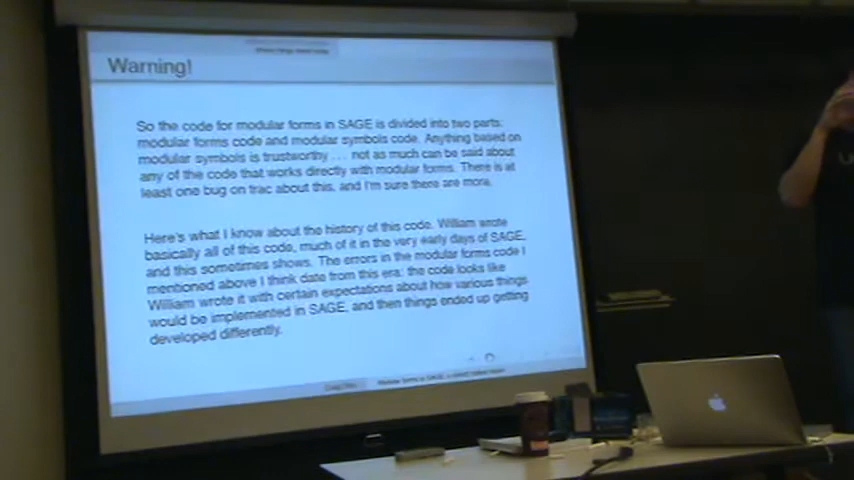 Warning!
So the code for modular forms in SAGE is divided into two parts:
modular forms code and modular symbols code. Anything based on
modular symbols is trustworthy . . . not as much can be said about
any of the code that works directly with modular forms. There is at
least one bug on trac about this, and I'm sure there are more.
Here's what I know about the history of this code. William wrote
basically all of this code, much of it in the very early days of SAGE,
and this sometimes shows. The errors in the modular forms code I
mentioned above I think date from this era: the code looks like
William wrote it with certain expectations about how various things
would be implemented in SAGE, and then things ended up getting
developed differently.
Modular forms in SAGE